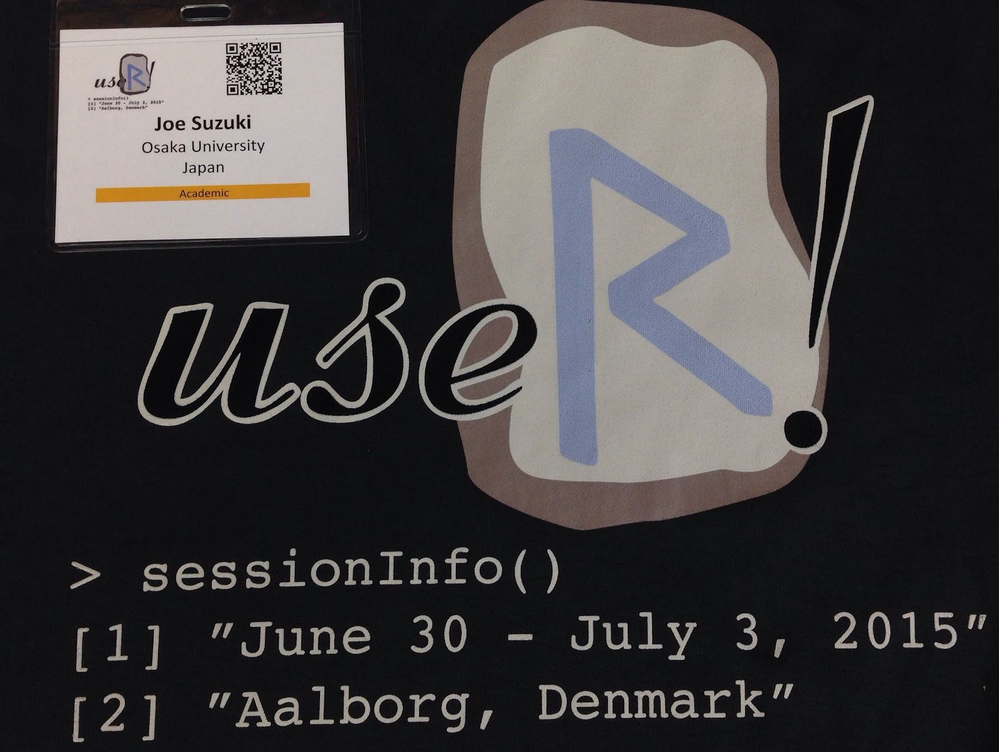 useR!
> sessionInfo()
[1] "June 30 - July 3, 2015"
[2] "Aalborg, Denmark"
Joe Suzuki
Osaka University
Japan
Academic
useR!
> sessionInfo()
[1] "June 30 - July 3, 2015"
[2] "Aalborg, Denmark"